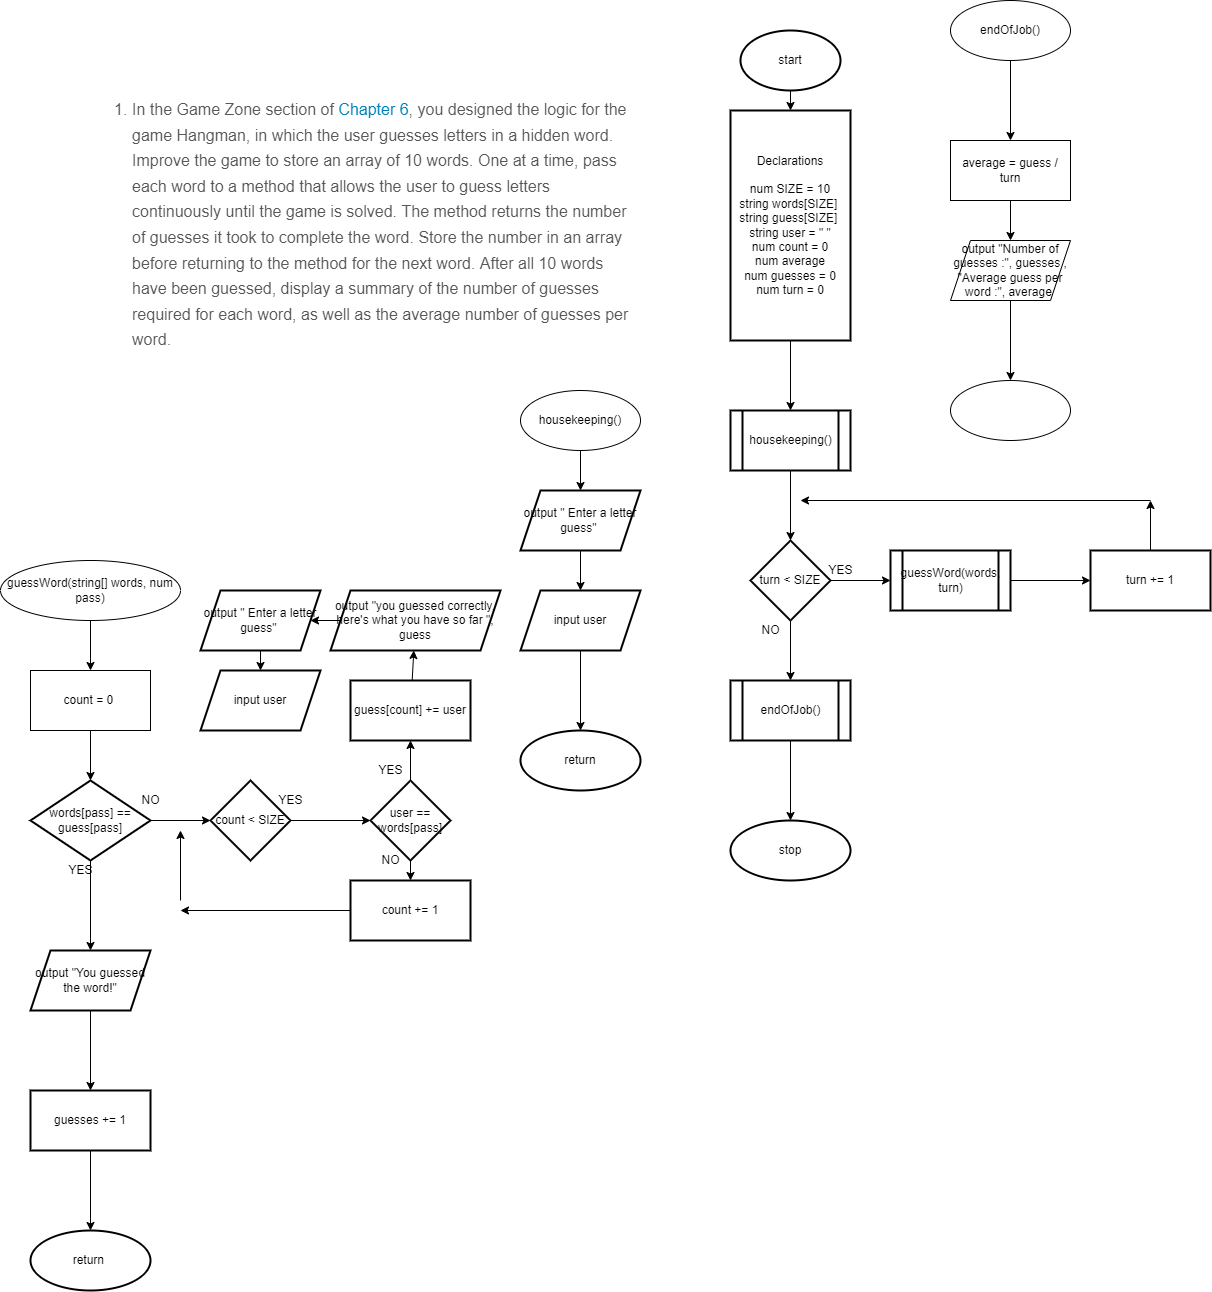 1. In the Game Zone section of Chapter 6, you designed the logic for the
game Hangman, in which the user guesses letters in a hidden word.
Improve the game to store an array of 10 words. One at a time, pass
each word to a method that allows the user to guess letters
continuously until the game is solved. The method returns the number
of guesses it took to complete the word. Store the number in an array
before returning to the method for the next word. After all 10 words
have been guessed, display a summary of the number of guesses
required for each word, as well as the average number of guesses per
word.
start
Declarations
num SIZE = 10
string words[SIZE]
string guess[SIZE]
string user = " "
num count = 0
num average
num guesses = 0
num turn = 0
housekeeping()
turn < SIZE
YES
guessWord(words,
turn)
turn += 1
NO
endOfJob()
stop
endOfJob()
average = guess /
turn
output "Number of
guesses :", guesses ,
"Average guess per
word :", average
housekeeping()
output " Enter a letter
guess"
input user
return
guessWord(string[] words, num
pass)
count = 0
words[pass] ==
guess[pass]
NO
count < SIZE
YES
user ==
words[pass]
YES
guess[count] += user
output "you guessed correctly,
here's what you have so far ",
guess
output " Enter a letter
guess"
input user
NO
count += 1
YES
output "You guessed
the word!"
guesses += 1
return